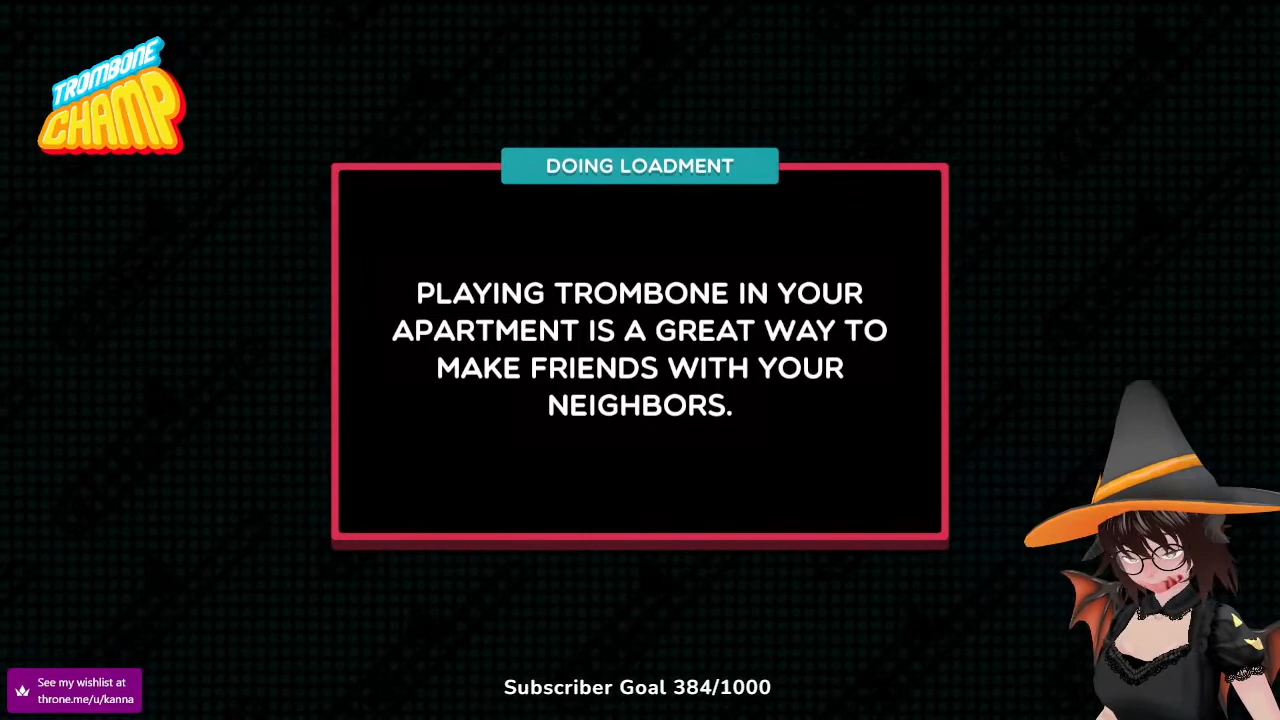 TROMBONE
CHAMP
DOING LOADMENT
PLAYING TROMBONE IN YOUR
APARTMENT IS A GREAT WAY TO
MAKE FRIENDS WITH YOUR
NEIGHBORS.
See my wishlist at
throne.me/u/kanna
Subscriber Goal 384/1000